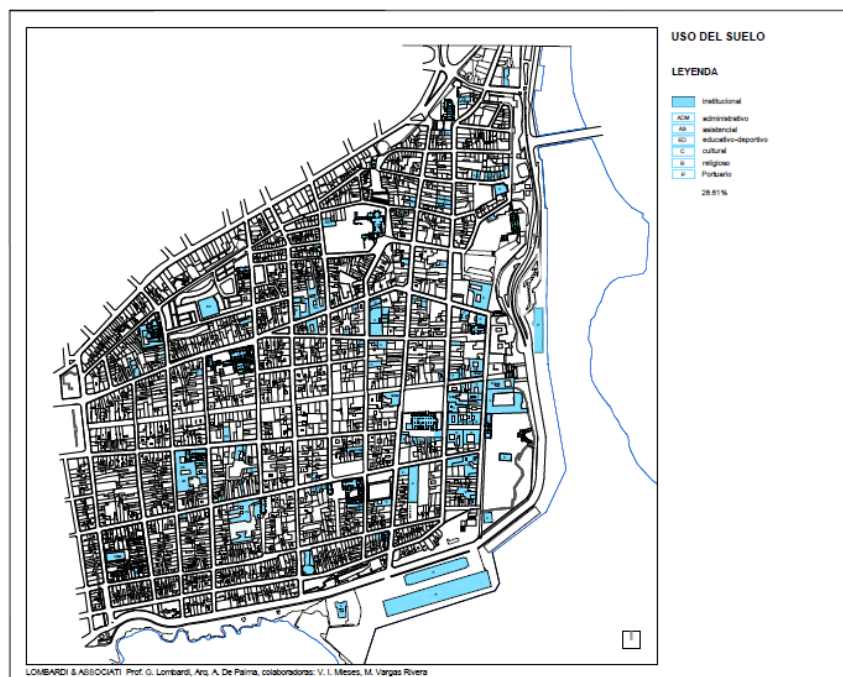 USO DEL SUELO
LEYENDA
institucional
ADM administrativo
AS asistencial
ED educativo-deportivo
C cultural
R religioso
P Portuario
28.61%
LOMBARDI & ASSOCIATI Prof. G. Lombardi, Arq. A. De Palma, colaboradoras: V. I. Mieses, M. Vargas Rivera